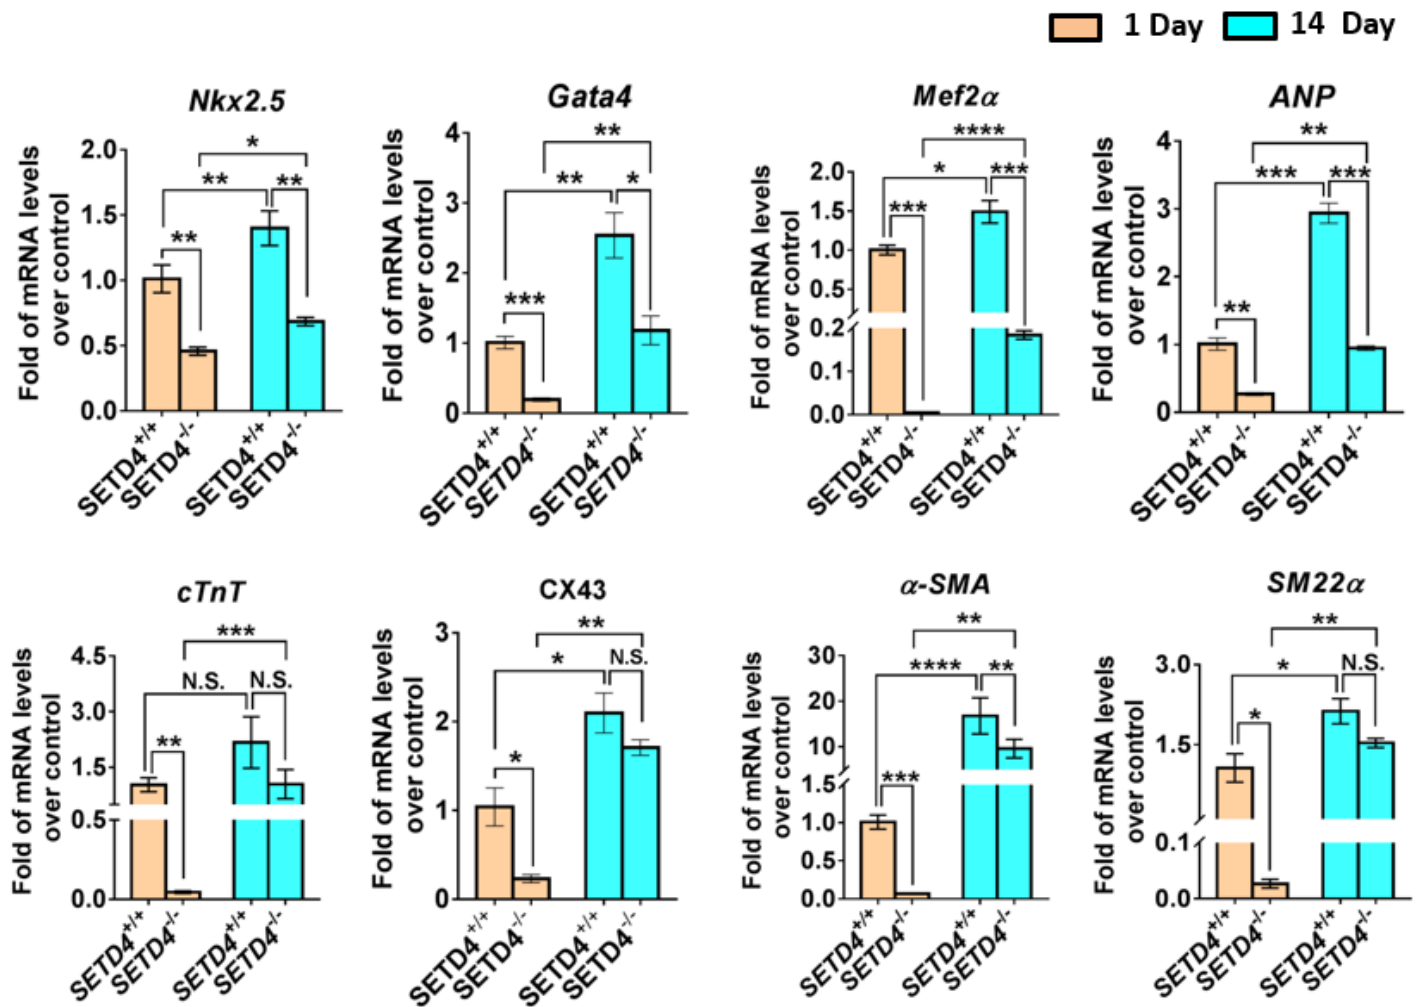 1 Day 14 Day
Nkx2.5
Fold of mRNA levels
over control
2.0
1.5
1.0
0.5
0.0
*
** **
**
SETD4+/+
SETD4-/-
SETD4+/+
SETD4-/-
Gata4
Fold of mRNA levels
over control
4
2
1
0
**
** *
***
SETD4+/+
SETD4-/-
SETD4+/+
SETD4-/-
Mef2α
Fold of mRNA levels
over control
2.0
1.5
1.0
0.5
0.2
0.1
0.0
****
* ***
***
SETD4+/+
SETD4-/-
SETD4+/+
SETD4-/-
ANP
Fold of mRNA levels
over control
4
3
2
1
0
**
*** ***
**
SETD4+/+
SETD4-/-
SETD4+/+
SETD4-/-
cTnT
Fold of mRNA levels
over control
4.5
3.0
1.5
0.5
0.0
***
N.S. N.S.
**
SETD4+/+
SETD4-/-
SETD4+/+
SETD4-/-
CX43
Fold of mRNA levels
over control
3
2
1
0
**
* N.S.
*
SETD4+/+
SETD4-/-
SETD4+/+
SETD4-/-
α-SMA
Fold of mRNA levels
over control
30
20
10
1.5
1.0
0.5
0.0
**
**** **
***
SETD4+/+
SETD4-/-
SETD4+/+
SETD4-/-
SM22α
Fold of mRNA levels
over control
3.0
1.5
0.1
0.0
**
* N.S.
*
SETD4+/+
SETD4-/-
SETD4+/+
SETD4-/-